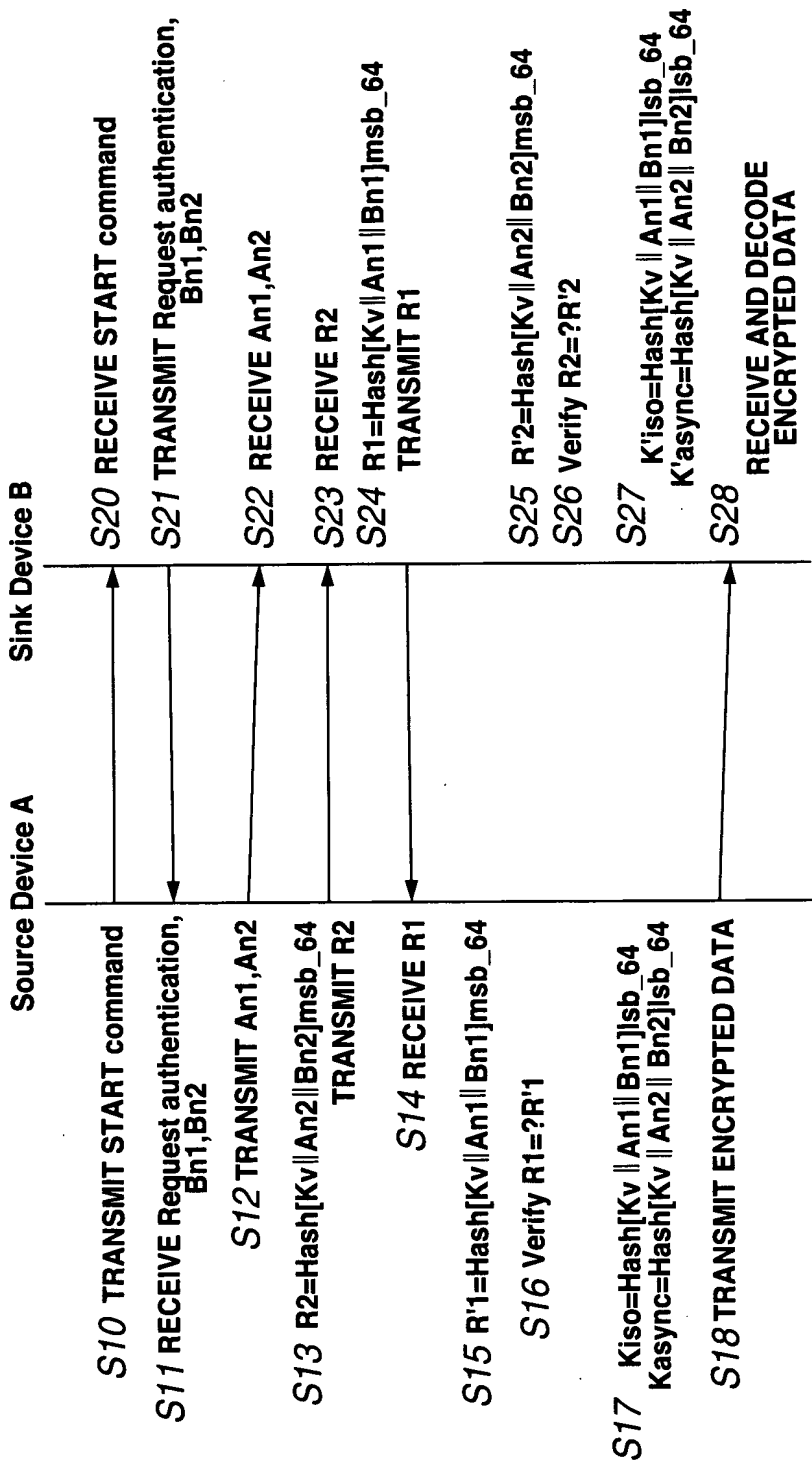 Source Device A
Sink Device B
S10 TRANSMIT START command
S11 RECEIVE Request authentication,
Bn1,Bn2
S12 TRANSMIT An1,An2
S13 R2=Hash[Kv||An2||Bn2]msb_64
TRANSMIT R2
S14 RECEIVE R1
S15 R'1=Hash[Kv||An1||Bn1]msb_64
S16 Verify R1=?R'1
S17 Kiso=Hash[Kv || An1|| Bn1]lsb_64
Kasync=Hash[Kv || An2 || Bn2]lsb_64
S18 TRANSMIT ENCRYPTED DATA
S20 RECEIVE START command
S21 TRANSMIT Request authentication,
Bn1,Bn2
S22 RECEIVE An1,An2
S23 RECEIVE R2
S24 R1=Hash[Kv||An1||Bn1]msb_64
TRANSMIT R1
S25 R'2=Hash[Kv||An2|| Bn2]msb_64
S26 Verify R2=?R'2
S27 K'iso=Hash[Kv || An1|| Bn1]lsb_64
K'async=Hash[Kv || An2 || Bn2]lsb_64
S28 RECEIVE AND DECODE
ENCRYPTED DATA